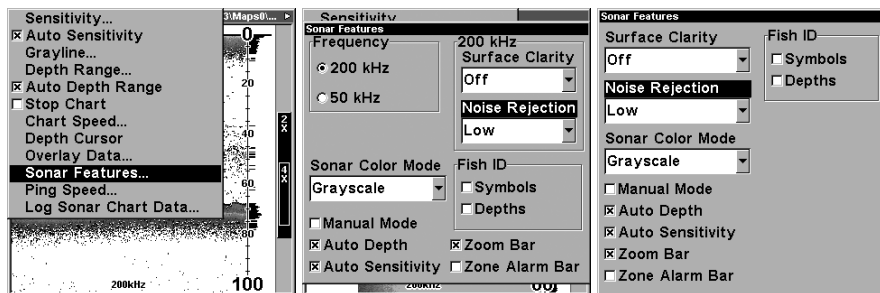 Sensitivity...
Auto Sensitivity
Grayline...
Depth Range...
Auto Depth Range
Stop Chart
Chart Speed...
Depth Cursor
Overlay Data...
Sonar Features...
Ping Speed...
Log Sonar Chart Data...
3\Maps0\...
0
20
60
80
100
2X
4X
200kHz
Sensitivity
Sonar Features
Frequency
200 kHz
50 kHz
200 kHz
Surface Clarity
Off
Noise Rejection
Low
Sonar Color Mode
Grayscale
Fish ID
Symbols
Depths
Manual Mode
Auto Depth
Auto Sensitivity
Zoom Bar
Zone Alarm Bar
200kHz
Sonar Features
Surface Clarity
Off
Noise Rejection
Low
Sonar Color Mode
Grayscale
Manual Mode
Auto Depth
Auto Sensitivity
Zoom Bar
Zone Alarm Bar
Fish ID
Symbols
Depths